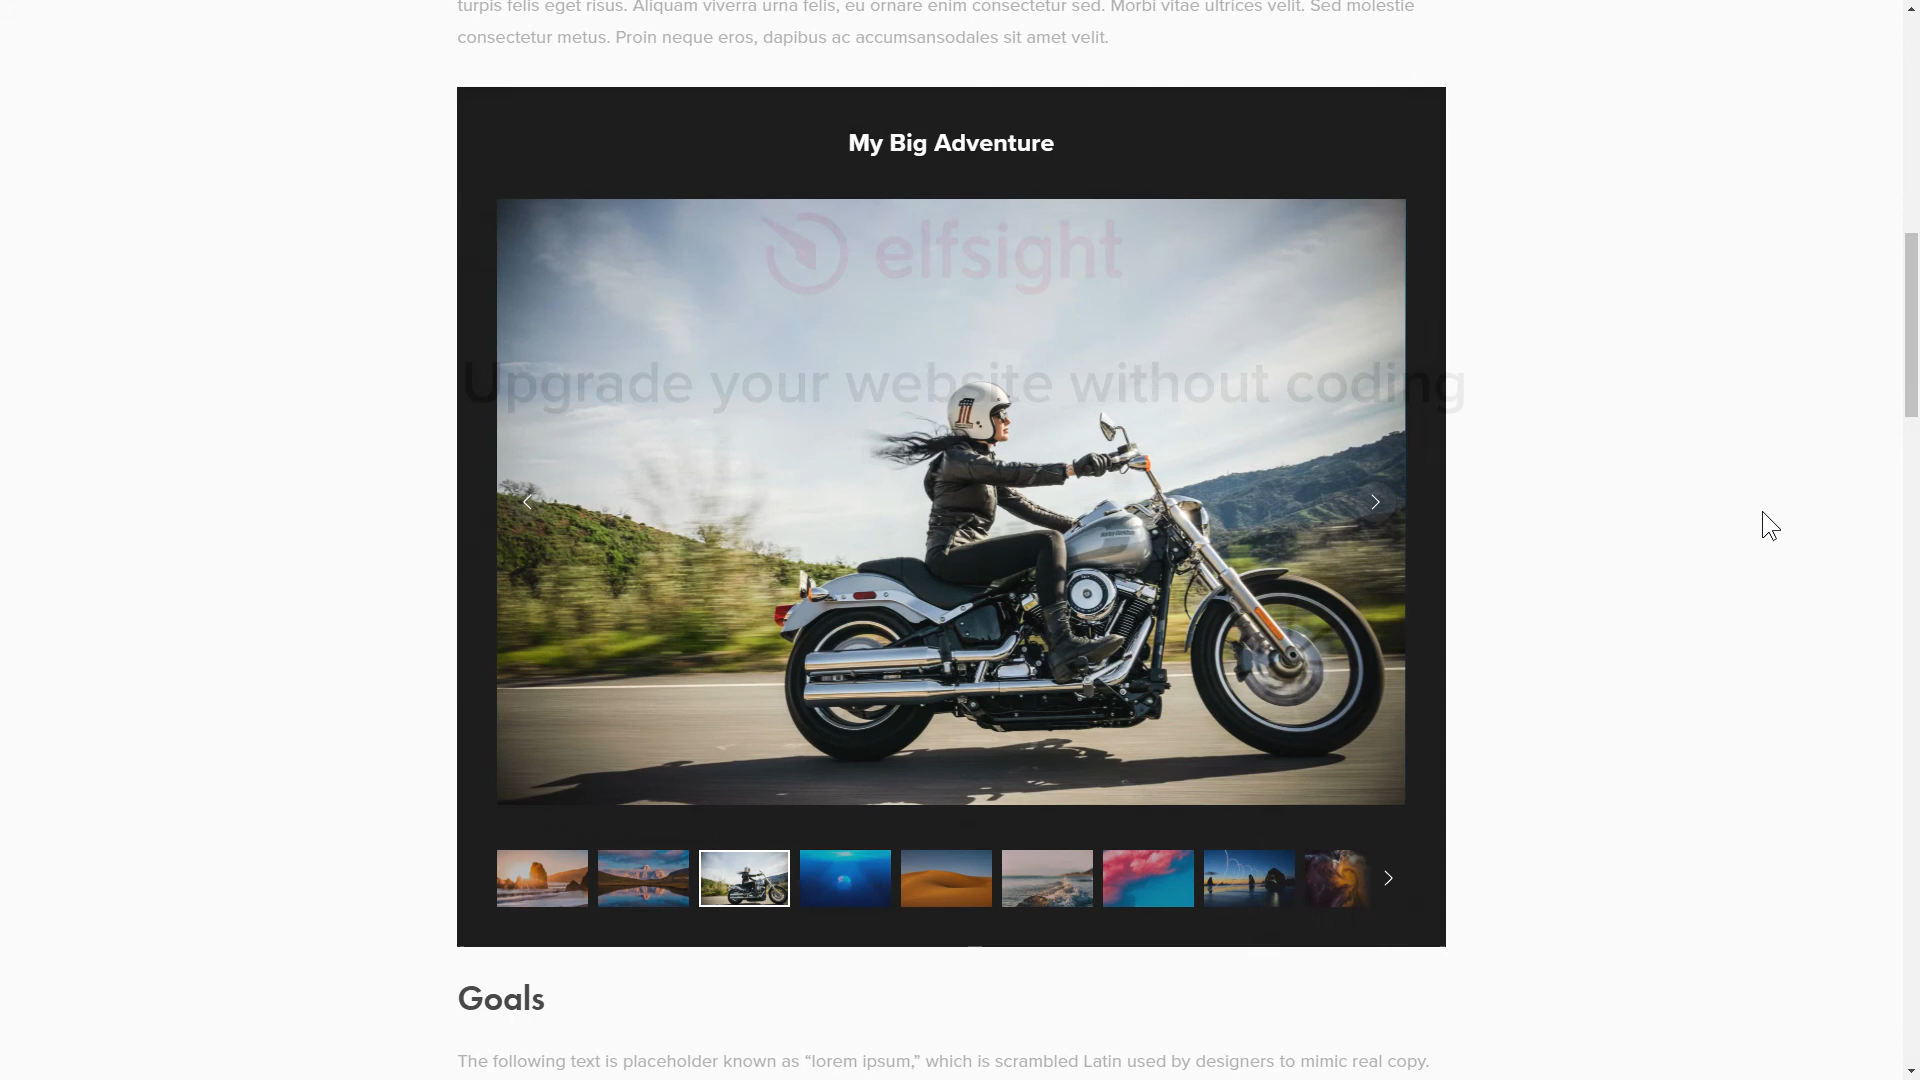 turpis felis eget risus. Aliquam viverra urna felis, eu ornare enim consectetur sed. Morbi vitae ultrices velit. Sed molestie
consectetur metus. Proin neque eros, dapibus ac accumsansodales sit amet velit.
My Big Adventure
elfsight
Upgrade your website without coding
1
Goals
The following text is placeholder known as “lorem ipsum,” which is scrambled Latin used by designers to mimic real copy.